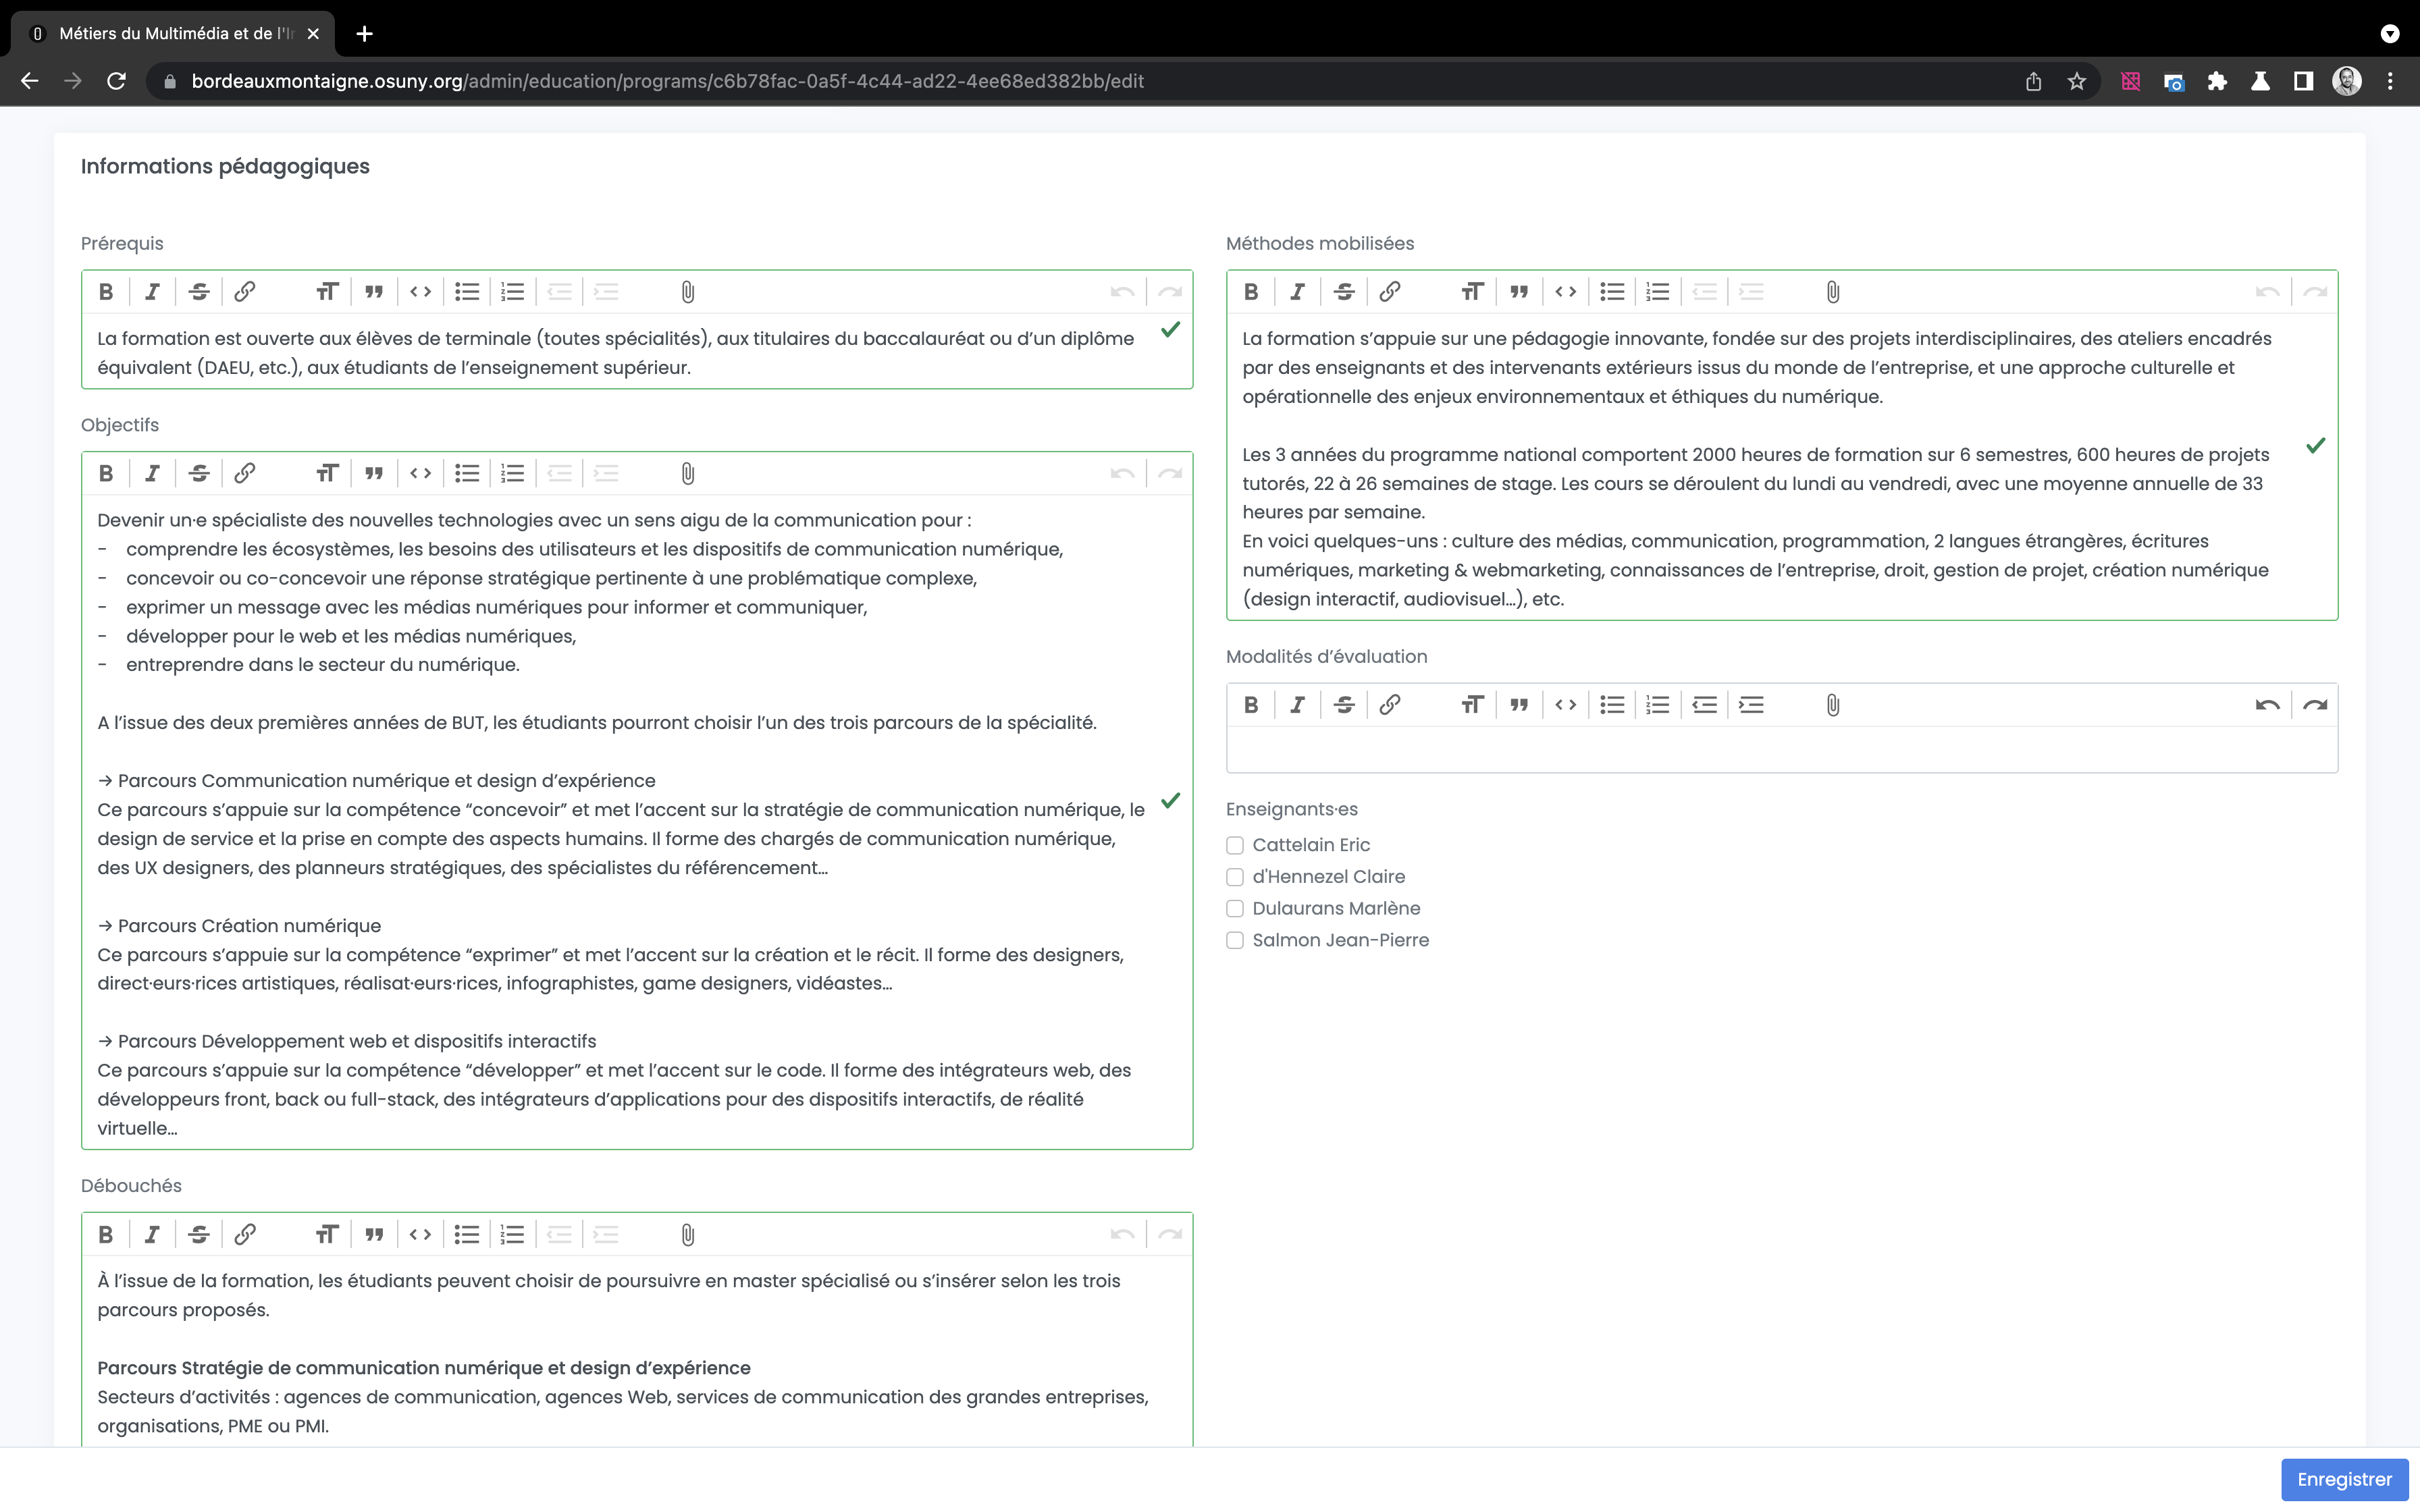 Métiers du Multimédia et de l'I
bordeauxmontaigne.osuny.org/admin/education/programs/c6b78fac-0a5f-4c44-ad22-4ee68ed382bb/edit
Informations pédagogiques
Prérequis
La formation est ouverte aux élèves de terminale (toutes spécialités), aux titulaires du baccalauréat ou d’un diplôme
équivalent (DAEU, etc.), aux étudiants de l’enseignement supérieur.
Objectifs
Devenir un·e spécialiste des nouvelles technologies avec un sens aigu de la communication pour :
- comprendre les écosystèmes, les besoins des utilisateurs et les dispositifs de communication numérique,
- concevoir ou co-concevoir une réponse stratégique pertinente à une problématique complexe,
- exprimer un message avec les médias numériques pour informer et communiquer,
- développer pour le web et les médias numériques,
- entreprendre dans le secteur du numérique.
A l’issue des deux premières années de BUT, les étudiants pourront choisir l’un des trois parcours de la spécialité.
→ Parcours Communication numérique et design d’expérience
Ce parcours s’appuie sur la compétence “concevoir” et met l’accent sur la stratégie de communication numérique, le
design de service et la prise en compte des aspects humains. Il forme des chargés de communication numérique,
des UX designers, des planneurs stratégiques, des spécialistes du référencement…
→ Parcours Création numérique
Ce parcours s’appuie sur la compétence “exprimer” et met l’accent sur la création et le récit. Il forme des designers,
direct·eurs·rices artistiques, réalisat·eurs·rices, infographistes, game designers, vidéastes…
→ Parcours Développement web et dispositifs interactifs
Ce parcours s’appuie sur la compétence “développer” et met l’accent sur le code. Il forme des intégrateurs web, des
développeurs front, back ou full-stack, des intégrateurs d’applications pour des dispositifs interactifs, de réalité
virtuelle…
Débouchés
À l’issue de la formation, les étudiants peuvent choisir de poursuivre en master spécialisé ou s’insérer selon les trois
parcours proposés.
Parcours Stratégie de communication numérique et design d’expérience
Secteurs d’activités : agences de communication, agences Web, services de communication des grandes entreprises,
organisations, PME ou PMI.
Méthodes mobilisées
La formation s’appuie sur une pédagogie innovante, fondée sur des projets interdisciplinaires, des ateliers encadrés
par des enseignants et des intervenants extérieurs issus du monde de l’entreprise, et une approche culturelle et
opérationnelle des enjeux environnementaux et éthiques du numérique.
Les 3 années du programme national comportent 2000 heures de formation sur 6 semestres, 600 heures de projets
tutorés, 22 à 26 semaines de stage. Les cours se déroulent du lundi au vendredi, avec une moyenne annuelle de 33
heures par semaine.
En voici quelques-uns : culture des médias, communication, programmation, 2 langues étrangères, écritures
numériques, marketing & webmarketing, connaissances de l’entreprise, droit, gestion de projet, création numérique
(design interactif, audiovisuel…), etc.
Modalités d’évaluation
Enseignants·es
Cattelain Eric
d'Hennezel Claire
Dulaurans Marlène
Salmon Jean-Pierre
Enregistrer